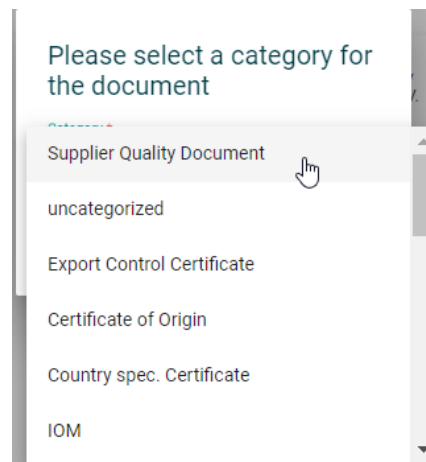 Please select a category for
the document
Category *
Supplier Quality Document
uncategorized
Export Control Certificate
Certificate of Origin
Country spec. Certificate
IOM